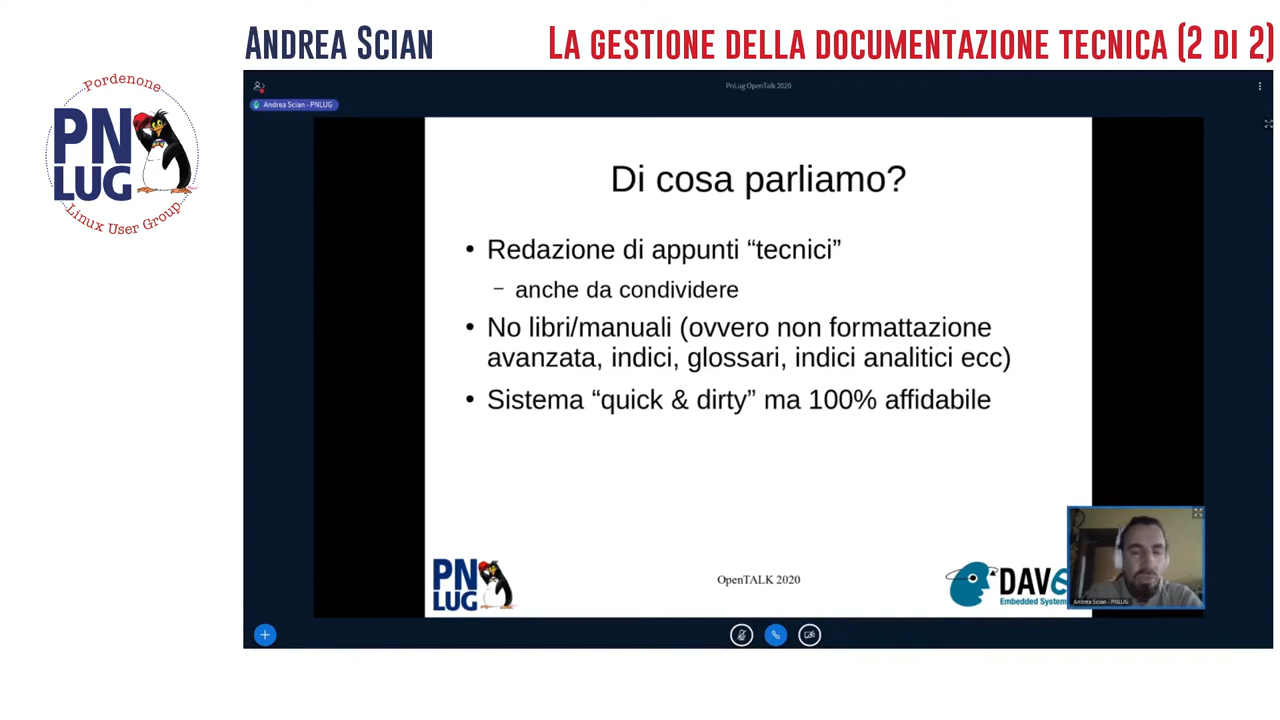 ANDREA SCIAN
LA GESTIONE DELLA DOCUMENTAZIONE TECNICA (2 DI 2)
Pordenone
PN
LUG
Linux User Group
PnLug OpenTalk 2020
Andrea Scian - PNLUG
Di cosa parliamo?
• Redazione di appunti “tecnici”
– anche da condividere
• No libri/manuali (ovvero non formattazione
avanzata, indici, glossari, indici analitici ecc)
• Sistema “quick & dirty” ma 100% affidabile
PN
LUG
OpenTALK 2020
DAVE
Embedded System
Andrea Scian - PNLUG